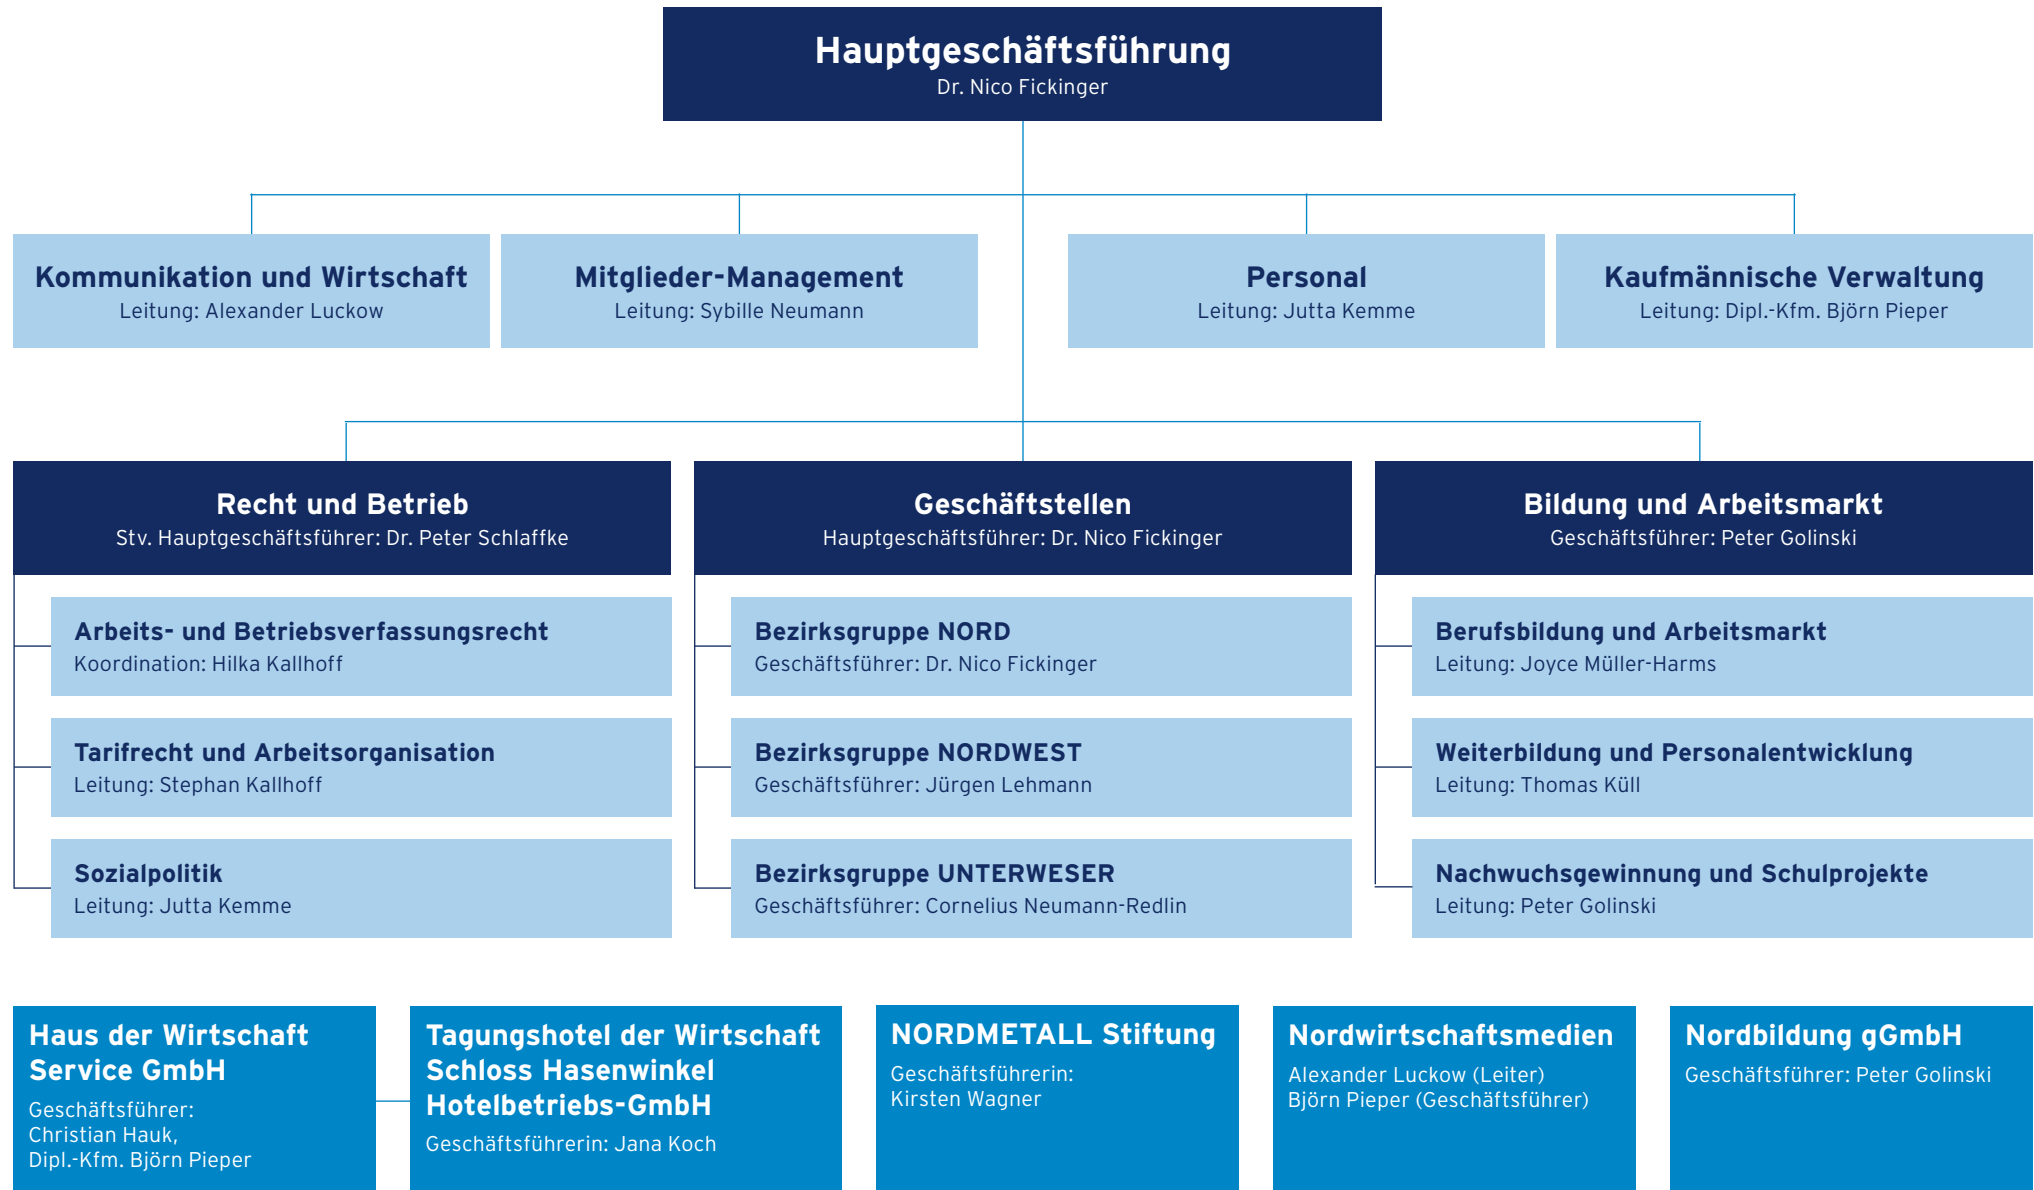 Hauptgeschäftsführung
Dr. Nico Fickinger
Kommunikation und Wirtschaft
Leitung: Alexander Luckow
Mitglieder-Management
Leitung: Sybille Neumann
Personal
Leitung: Jutta Kemme
Kaufmännische Verwaltung
Leitung: Dipl.-Kfm. Björn Pieper
Recht und Betrieb
Stv. Hauptgeschäftsführer: Dr. Peter Schlaffke
Arbeits- und Betriebsverfassungsrecht
Koordination: Hilka Kallhoff
Tarifrecht und Arbeitsorganisation
Leitung: Stephan Kallhoff
Sozialpolitik
Leitung: Jutta Kemme
Geschäftstellen
Hauptgeschäftsführer: Dr. Nico Fickinger
Bezirksgruppe NORD
Geschäftsführer: Dr. Nico Fickinger
Bezirksgruppe NORDWEST
Geschäftsführer: Jürgen Lehmann
Bezirksgruppe UNTERWESER
Geschäftsführer: Cornelius Neumann-Redlin
Bildung und Arbeitsmarkt
Geschäftsführer: Peter Golinski
Berufsbildung und Arbeitsmarkt
Leitung: Joyce Müller-Harms
Weiterbildung und Personalentwicklung
Leitung: Thomas Küll
Nachwuchsgewinnung und Schulprojekte
Leitung: Peter Golinski
Haus der Wirtschaft
Service GmbH
Geschäftsführer:
Christian Hauk,
Dipl.-Kfm. Björn Pieper
Tagungshotel der Wirtschaft
Schloss Hasenwinkel
Hotelbetriebs-GmbH
Geschäftsführerin: Jana Koch
NORDMETALL Stiftung
Geschäftsführerin:
Kirsten Wagner
Nordwirtschaftsmedien
Alexander Luckow (Leiter)
Björn Pieper (Geschäftsführer)
Nordbildung gGmbH
Geschäftsführer: Peter Golinski